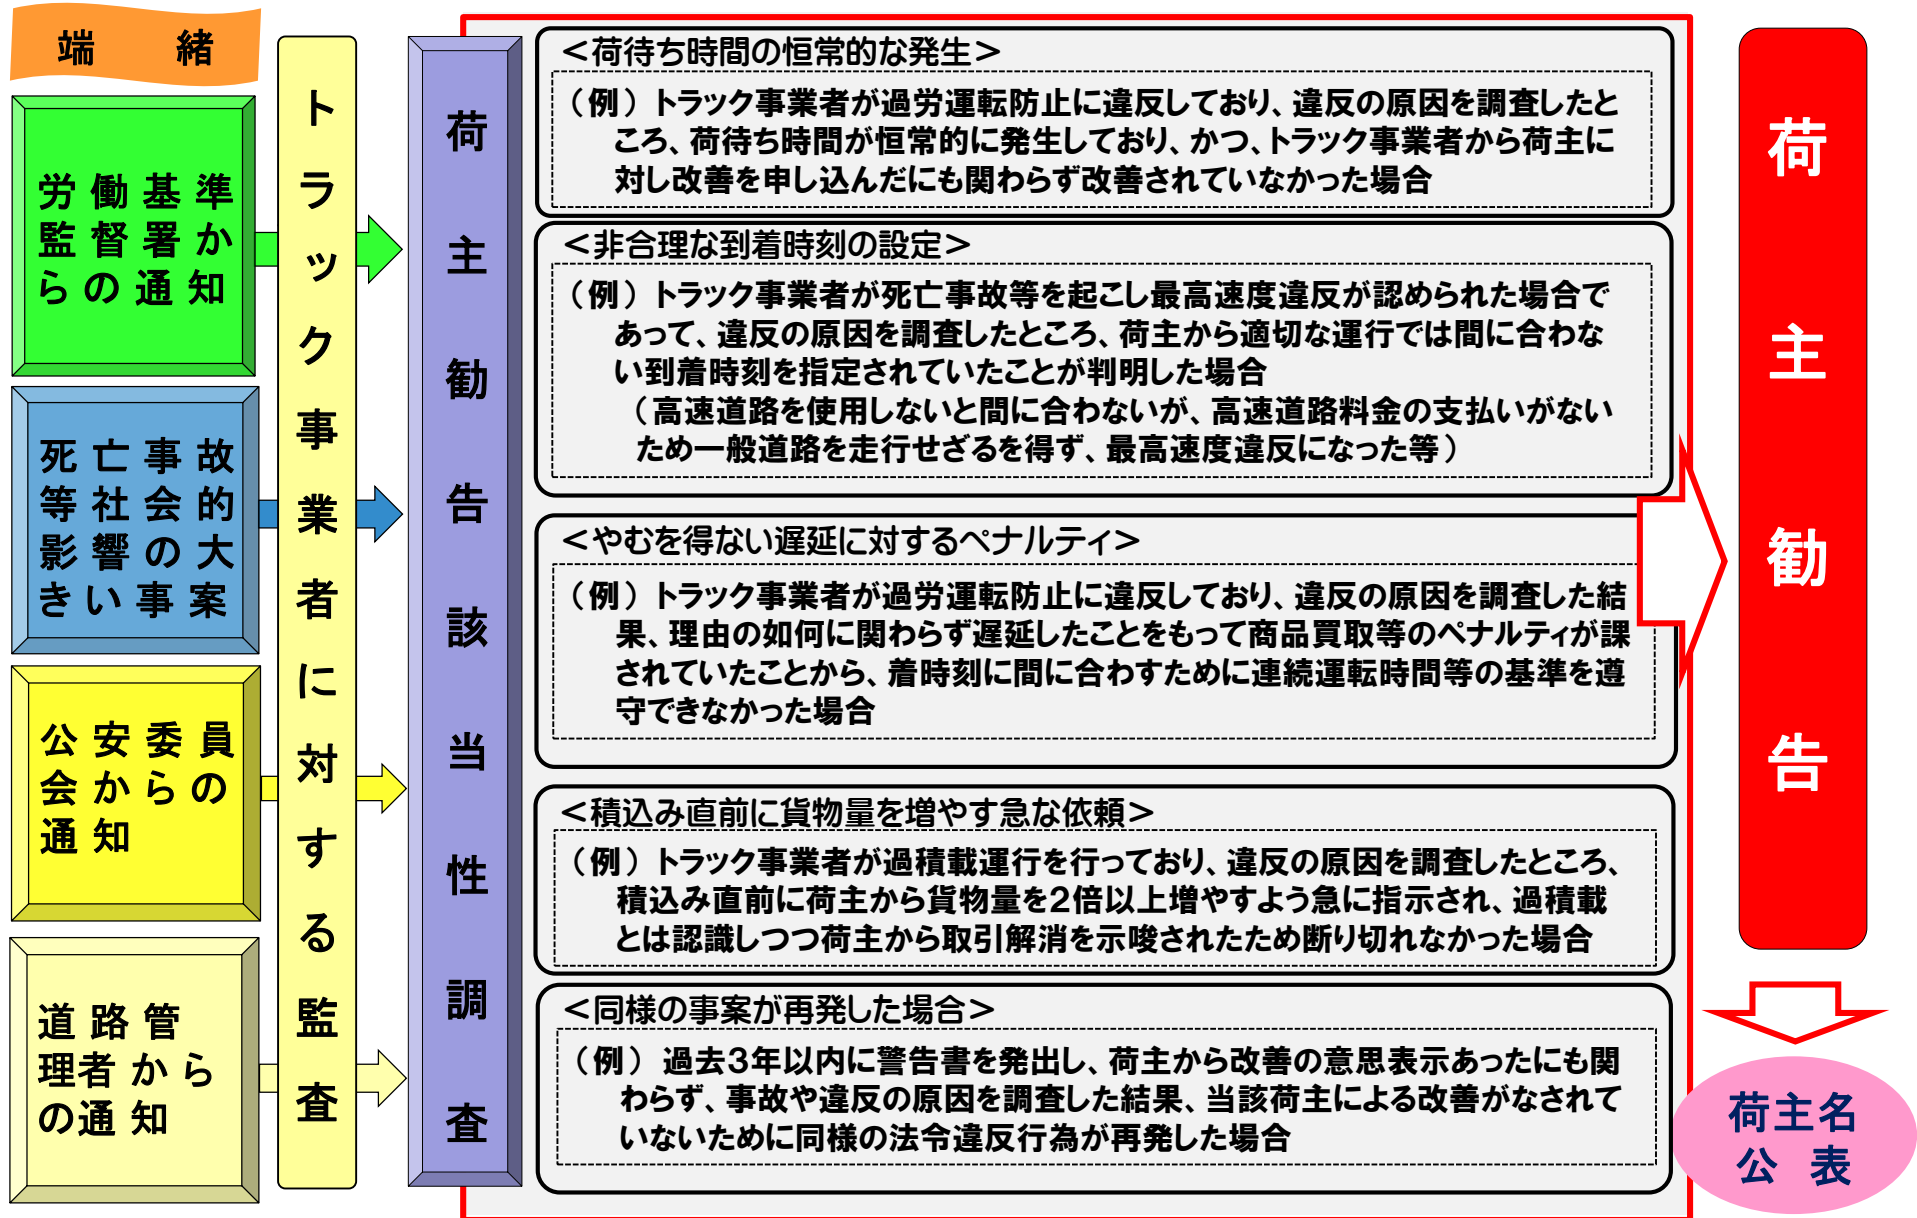 端 緒
労働基準
監督署か
らの通知
死亡事故
等社会的
影響の大
きい事案
公安委員
会からの
通知
道路管
理者から
の通知
トラック事業者に対する監査
荷主勧告該当性調査
＜荷待ち時間の恒常的な発生＞
（例）トラック事業者が過労運転防止に違反しており、違反の原因を調査したと
ころ、荷待ち時間が恒常的に発生しており、かつ、トラック事業者から荷主に
対し改善を申し込んだにも関わらず改善されていなかった場合
＜非合理な到着時刻の設定＞
（例）トラック事業者が死亡事故等を起こし最高速度違反が認められた場合で
あって、違反の原因を調査したところ、荷主から適切な運行では間に合わな
い到着時刻を指定されていたことが判明した場合
（高速道路を使用しないと間に合わないが、高速道路料金の支払いがない
ため一般道路を走行せざるを得ず、最高速度違反になった等）
＜やむを得ない遅延に対するペナルティ＞
（例）トラック事業者が過労運転防止に違反しており、違反の原因を調査した結
果、理由の如何に関わらず遅延したことをもって商品買取等のペナルティが課
されていたことから、着時刻に間に合わすために連続運転時間等の基準を遵
守できなかった場合
＜積込み直前に貨物量を増やす急な依頼＞
（例）トラック事業者が過積載運行を行っており、違反の原因を調査したところ、
積込み直前に荷主から貨物量を2倍以上増やすよう急に指示され、過積載
とは認識しつつ荷主から取引解消を示唆されたため断り切れなかった場合
＜同様の事案が再発した場合＞
（例）過去3年以内に警告書を発出し、荷主から改善の意思表示あったにも関
わらず、事故や違反の原因を調査した結果、当該荷主による改善がなされて
いないために同様の法令違反行為が再発した場合
荷主勧告
荷主名
公 表